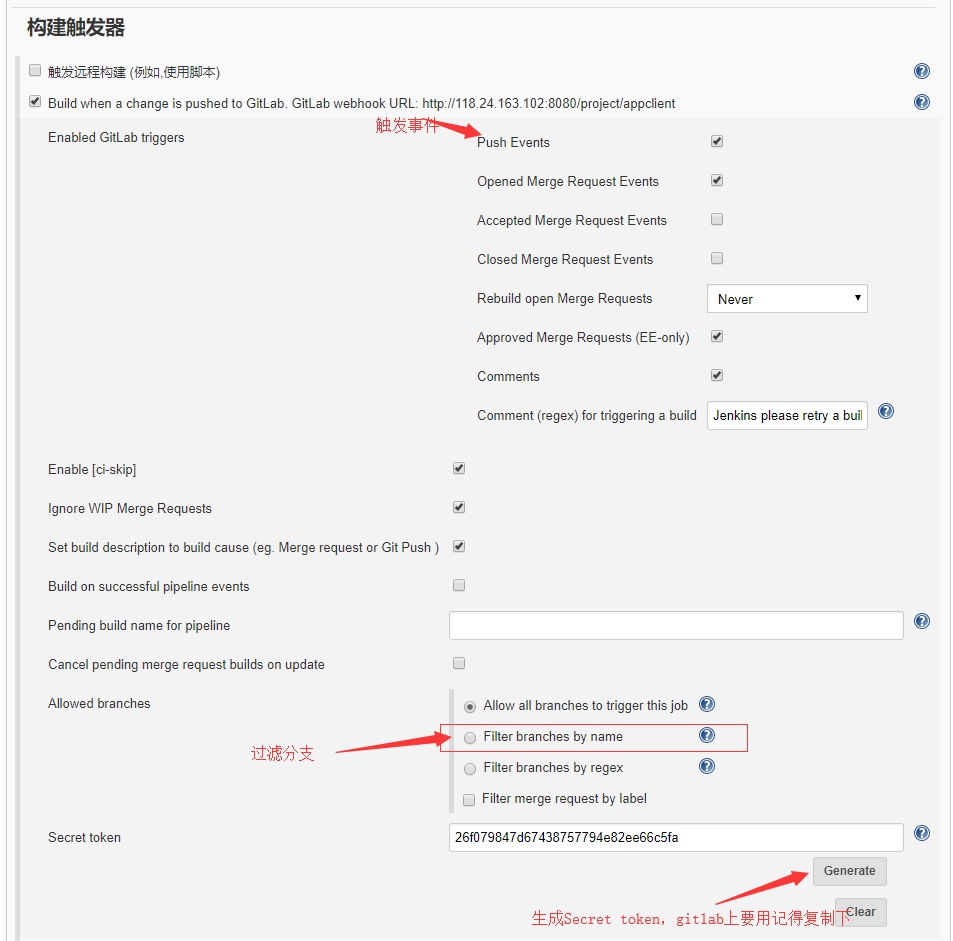 构建触发器
触发远程构建 (例如,使用脚本)
Build when a change is pushed to GitLab. GitLab webhook URL: http://118.24.163.102:8080/project/appclient
触发事件
Enabled GitLab triggers
Push Events
Opened Merge Request Events
Accepted Merge Request Events
Closed Merge Request Events
Rebuild open Merge Requests Never
Approved Merge Requests (EE-only)
Comments
Comment (regex) for triggering a build Jenkins please retry a buil
Enable [ci-skip]
Ignore WIP Merge Requests
Set build description to build cause (eg. Merge request or Git Push )
Build on successful pipeline events
Pending build name for pipeline
Cancel pending merge request builds on update
Allowed branches
Allow all branches to trigger this job
Filter branches by name
过滤分支
Filter branches by regex
Filter merge request by label
Secret token 26f079847d67438757794e82ee66c5fa
Generate
Clear
生成Secret token，gitlab上要用记得复制下